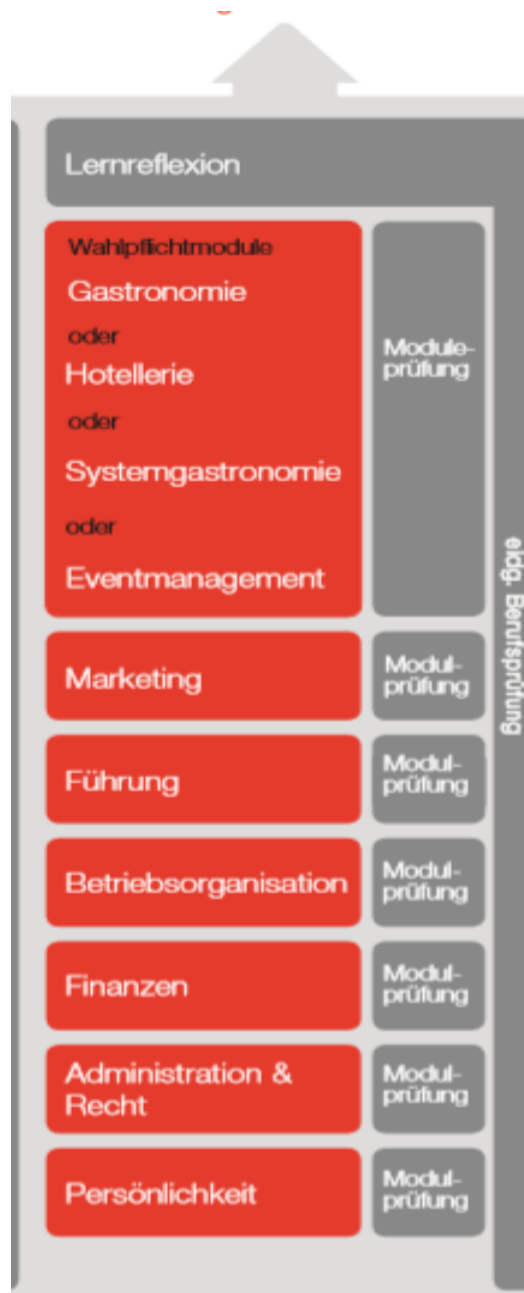 Lernreflexion
Wahlpflichtmodule
Gastronomie
oder
Hotellerie
oder
Systemgastronomie
oder
Eventmanagement
Module-
prüfung
Marketing
Modul-
prüfung
Führung
Modul-
prüfung
Betriebsorganisation
Modul-
prüfung
Finanzen
Modul-
prüfung
Administration &
Recht
Modul-
prüfung
Persönlichkeit
Modul-
prüfung
eidg. Berufsprüfung